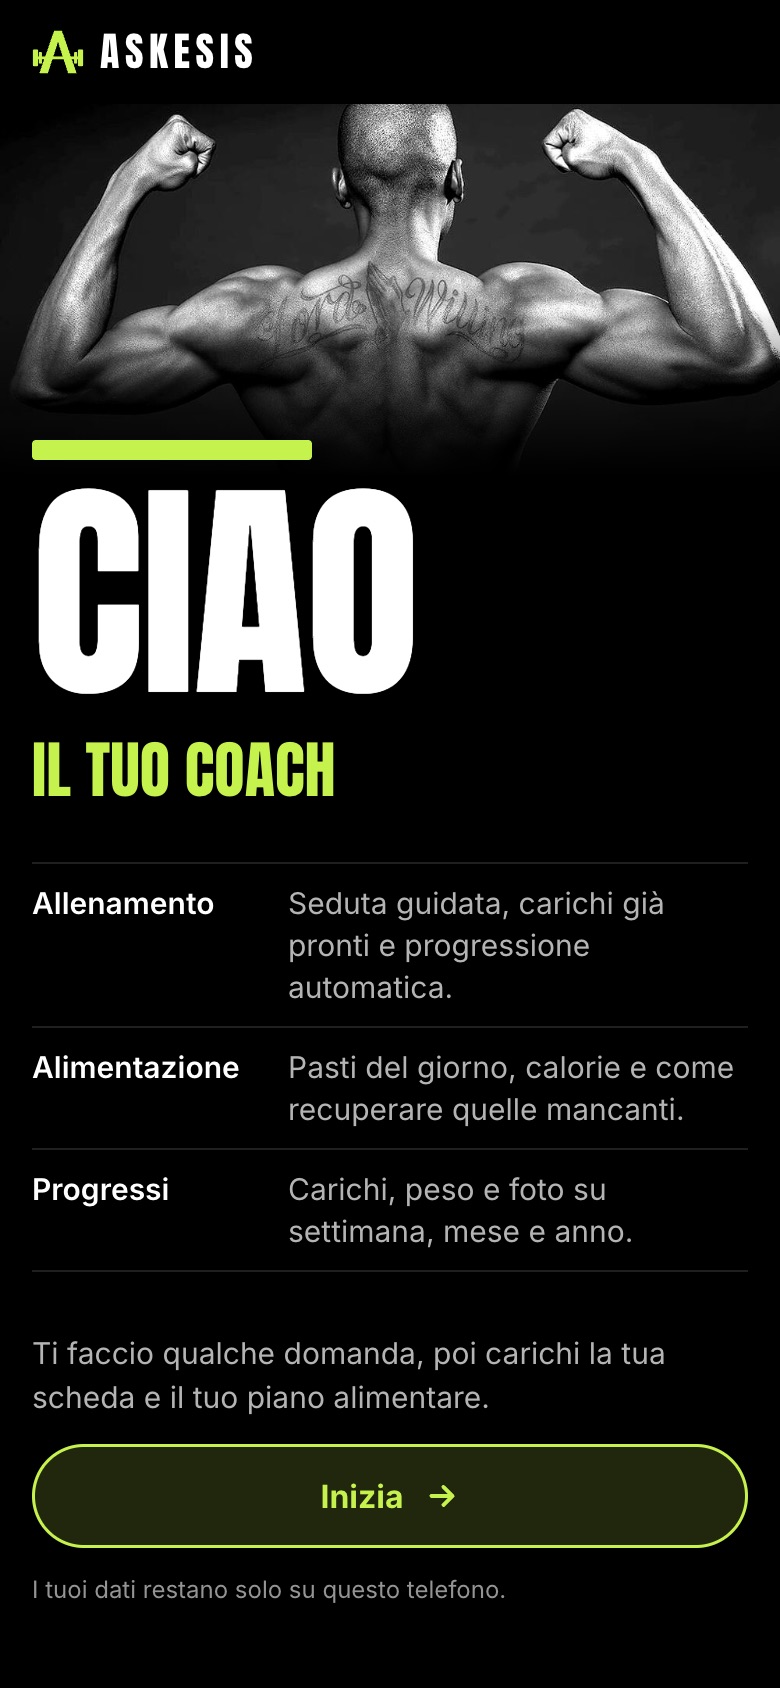 ASKESIS
Lord Willing
CIAO
IL TUO COACH
Allenamento
Seduta guidata, carichi già
pronti e progressione
automatica.
Alimentazione
Pasti del giorno, calorie e come
recuperare quelle mancanti.
Progressi
Carichi, peso e foto su
settimana, mese e anno.
Ti faccio qualche domanda, poi carichi la tua
scheda e il tuo piano alimentare.
Inizia →
I tuoi dati restano solo su questo telefono.